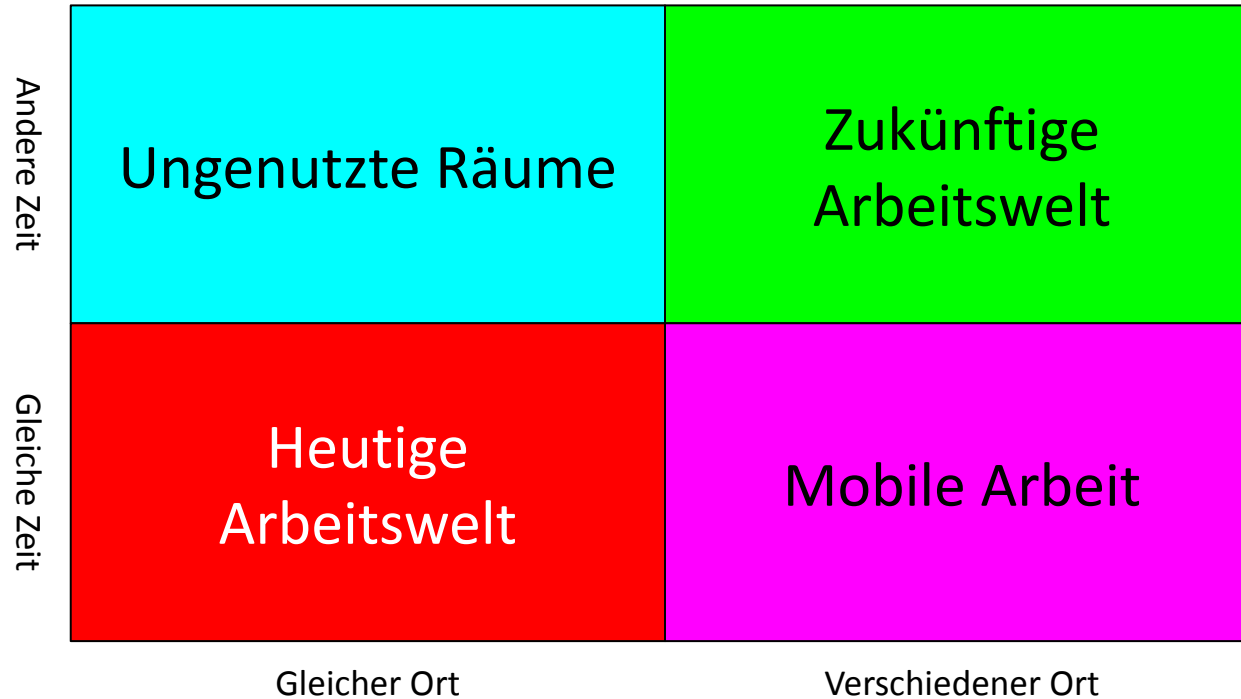 Andere Zeit
Ungenutzte Räume
Zukünftige
Arbeitswelt
Gleiche Zeit
Heutige
Arbeitswelt
Mobile Arbeit
Gleicher Ort
Verschiedener Ort